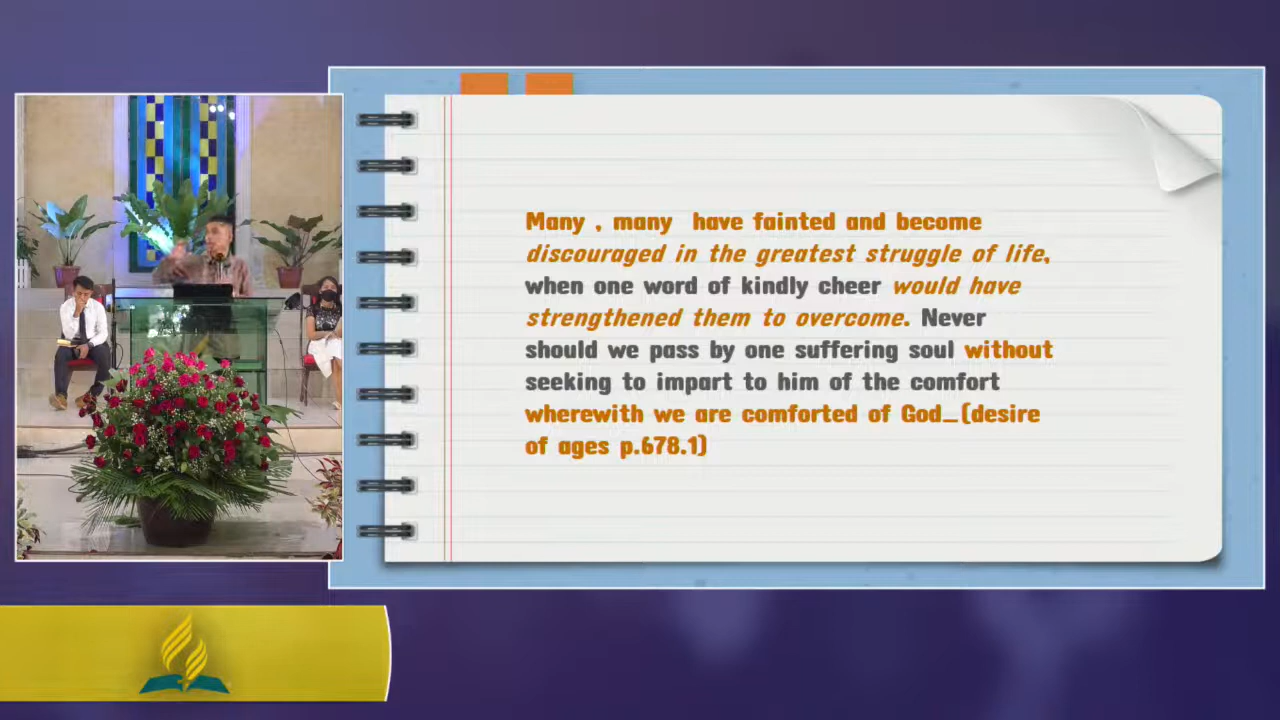 Many , many have fainted and become
discouraged in the greatest struggle of life,
when one word of kindly cheer would have
strengthened them to overcome. Never
should we pass by one suffering soul without
seeking to impart to him of the comfort
wherewith we are comforted of God_(desire
of ages p.678.1)